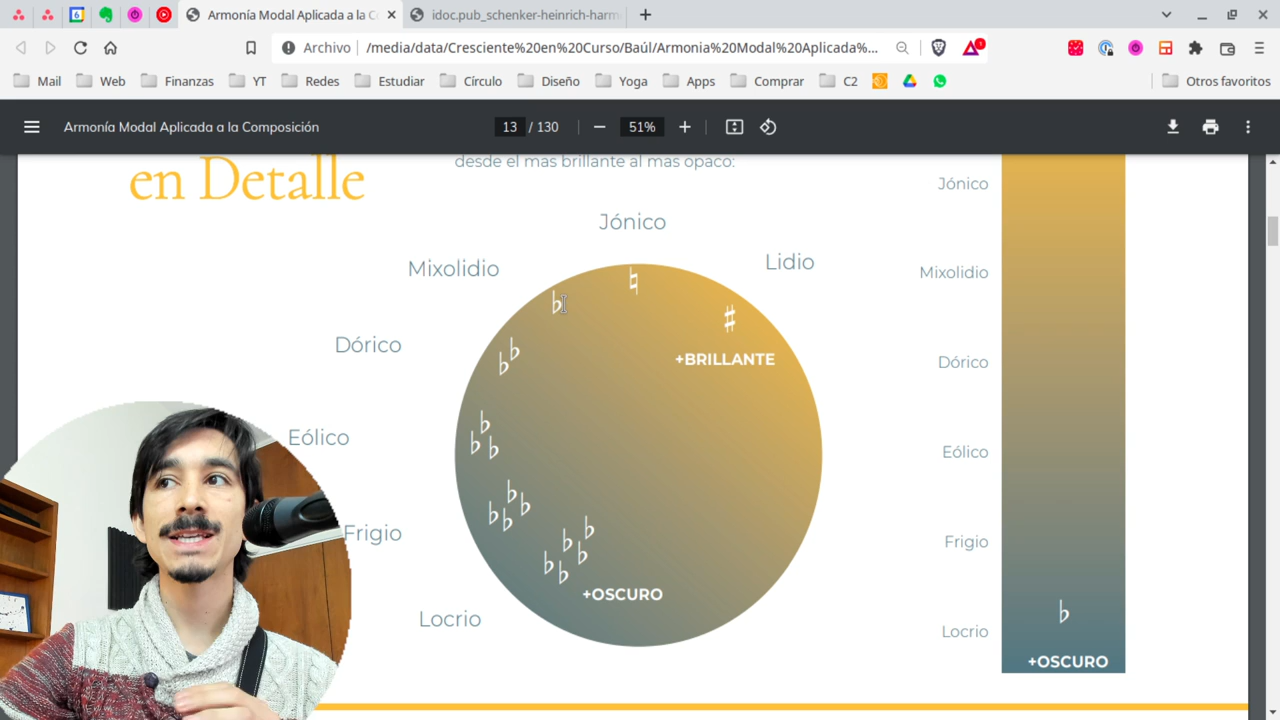 Armonía Modal Aplicada a la C
idoc.pub_schenker-heinrich-harm
6
Archivo
/media/data/Cresciente%20en%20Curso/Baúl/Armonia%20Modal%20Aplicada%...
1
Mail
Web
Finanzas
YT
Redes
Estudiar
Círculo
Diseño
Yoga
Apps
Comprar
C2
Otros favoritos
Armonía Modal Aplicada a la Composición
13 / 130
51%
desde el mas brillante al mas opaco:
en Detalle
Jónico
Mixolidio
Lidio
Dórico
Eólico
Frigio
Locrio
♮
♭
♯
♭♭
♭♭♭
♭♭♭♭
♭♭♭♭♭
+BRILLANTE
+OSCURO
Jónico
Mixolidio
Dórico
Eólico
Frigio
Locrio
♭
+OSCURO